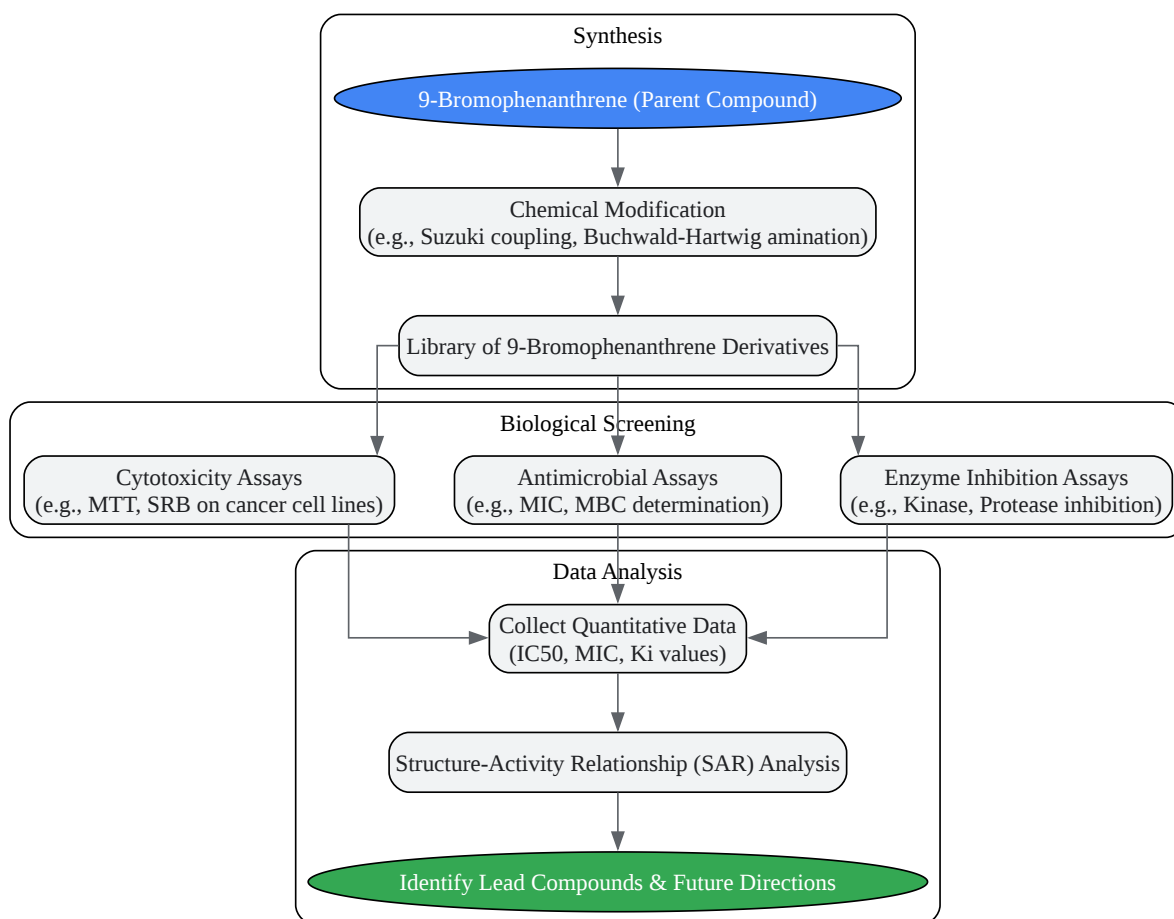 Synthesis
9-Bromophenanthrene (Parent Compound)
Chemical Modification
(e.g., Suzuki coupling, Buchwald-Hartwig amination)
Library of 9-Bromophenanthrene Derivatives
Biological Screening
Cytotoxicity Assays
(e.g., MTT, SRB on cancer cell lines)
Antimicrobial Assays
(e.g., MIC, MBC determination)
Enzyme Inhibition Assays
(e.g., Kinase, Protease inhibition)
Data Analysis
Collect Quantitative Data
(IC50, MIC, Ki values)
Structure-Activity Relationship (SAR) Analysis
Identify Lead Compounds & Future Directions